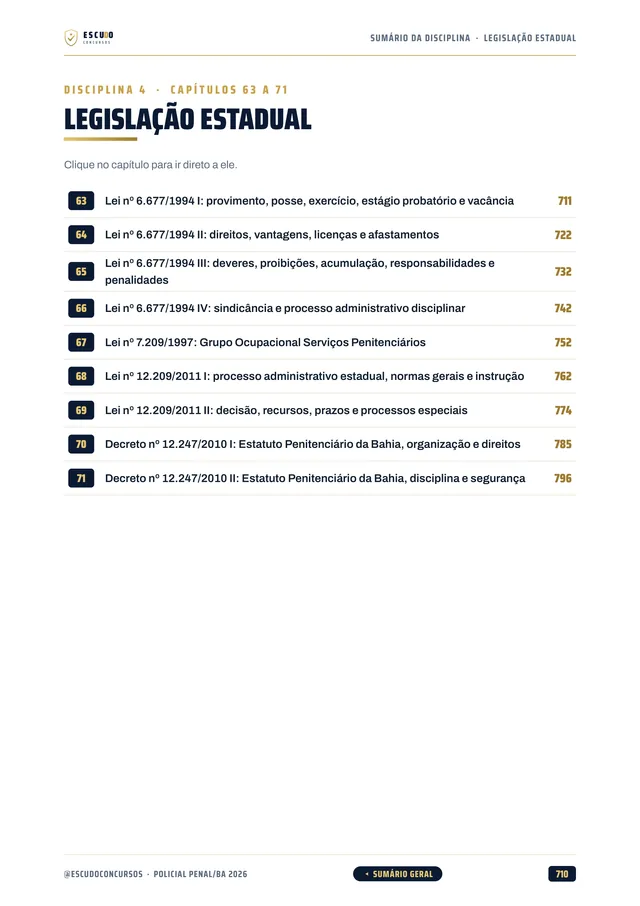 ESCUDO
CONCURSOS
SUMÁRIO DA DISCIPLINA · LEGISLAÇÃO ESTADUAL
DISCIPLINA 4 · CAPÍTULOS 63 A 71
LEGISLAÇÃO ESTADUAL
Clique no capítulo para ir direto a ele.
63 Lei nº 6.677/1994 I: provimento, posse, exercício, estágio probatório e vacância 711
64 Lei nº 6.677/1994 II: direitos, vantagens, licenças e afastamentos 722
65 Lei nº 6.677/1994 III: deveres, proibições, acumulação, responsabilidades e
penalidades 732
66 Lei nº 6.677/1994 IV: sindicância e processo administrativo disciplinar 742
67 Lei nº 7.209/1997: Grupo Ocupacional Serviços Penitenciários 752
68 Lei nº 12.209/2011 I: processo administrativo estadual, normas gerais e instrução 762
69 Lei nº 12.209/2011 II: decisão, recursos, prazos e processos especiais 774
70 Decreto nº 12.247/2010 I: Estatuto Penitenciário da Bahia, organização e direitos 785
71 Decreto nº 12.247/2010 II: Estatuto Penitenciário da Bahia, disciplina e segurança 796
@ESCUDOCONCURSOS · POLICIAL PENAL/BA 2026
SUMÁRIO GERAL
710